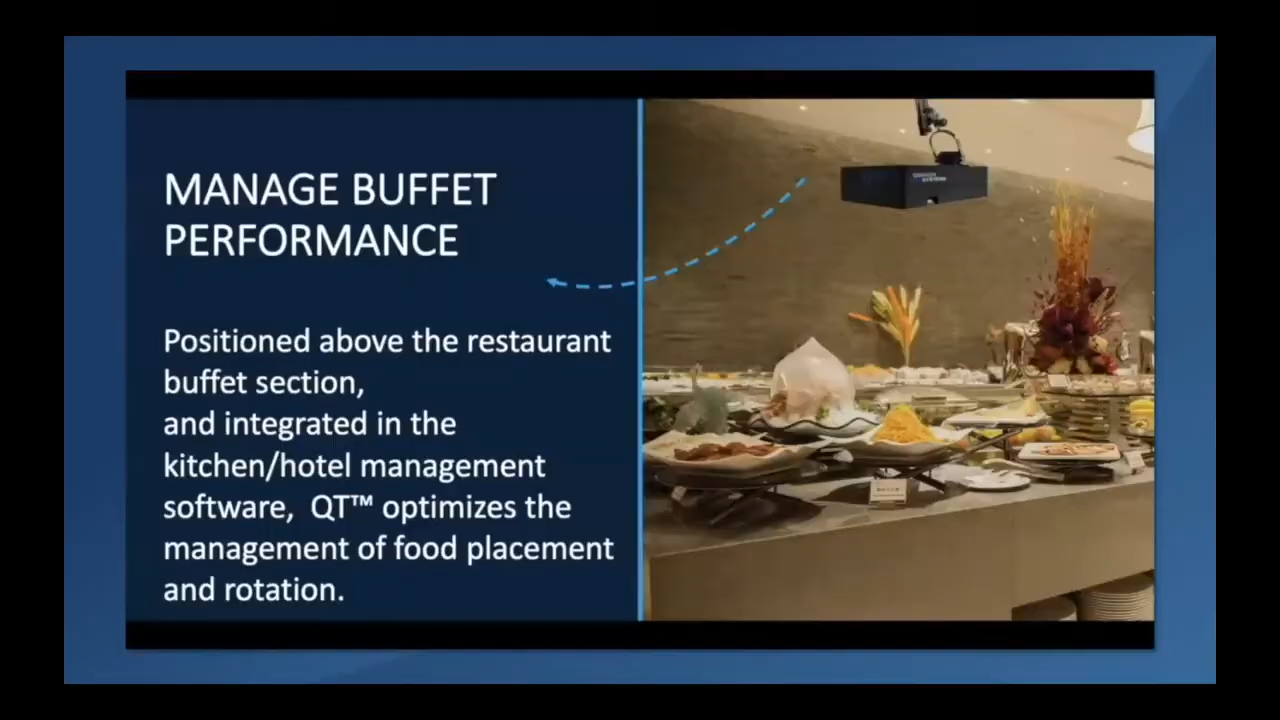 MANAGE BUFFET
PERFORMANCE
Positioned above the restaurant
buffet section,
and integrated in the
kitchen/hotel management
software, QT™ optimizes the
management of food placement
and rotation.